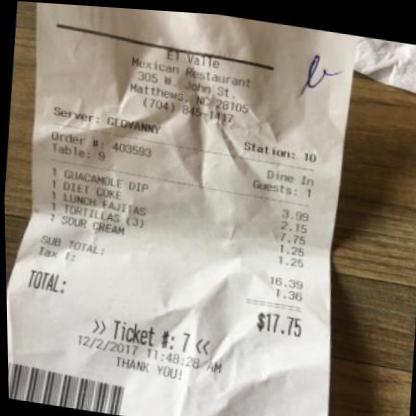 El Valle
Mexican Restaurant
305 W. John St.
Matthews, NC 28105
(704) 845-1417
Server: GEOVANNY
Station: 10
Order #: 403593
Dine In
Table: 9
Guests: 1
1 GUACAMOLE DIP 3.99
1 DIET COKE 2.15
1 LUNCH FAJITAS 7.75
1 TORTILLAS (3) 1.25
1 SOUR CREAM 1.25
SUB TOTAL: 16.39
Tax 1: 1.36
TOTAL: $17.75
>> Ticket #: 7 <<
12/2/2017 11:48:28 AM
THANK YOU!